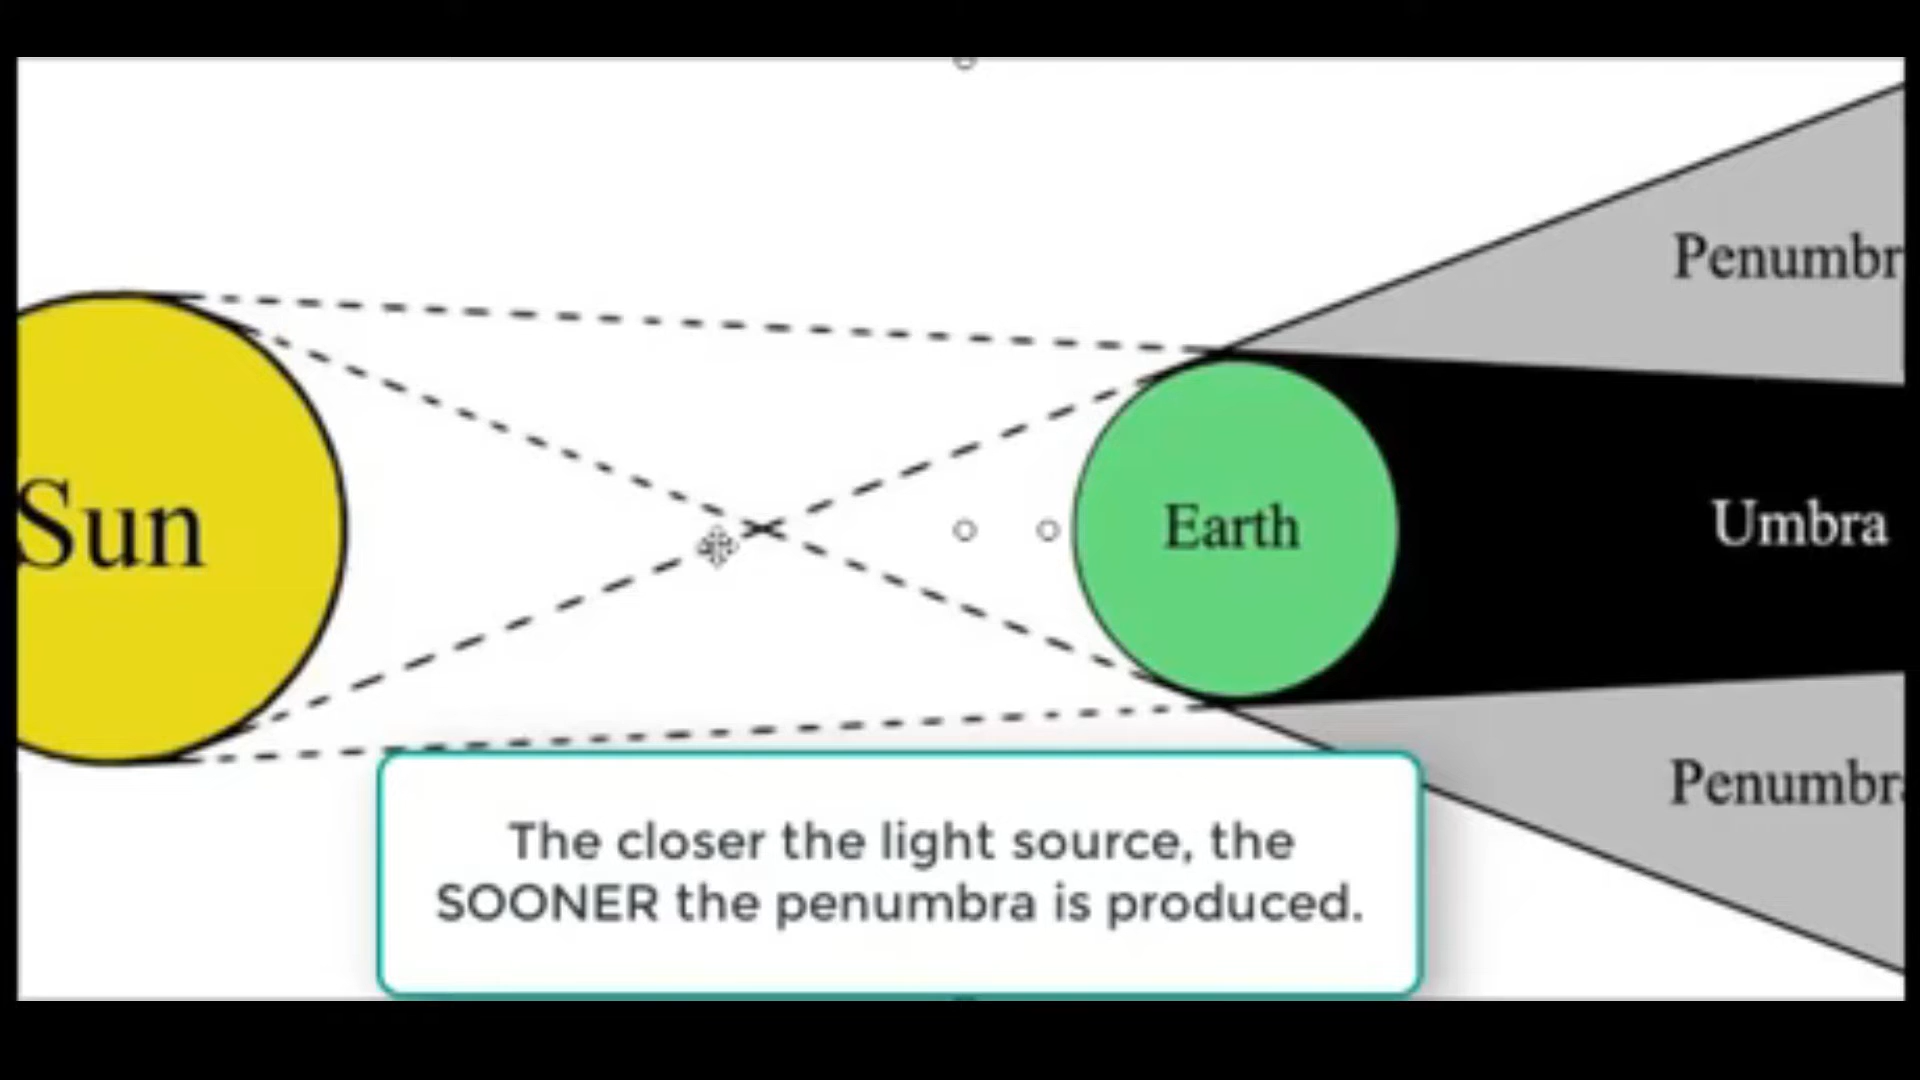 Penumbr
Sun
Earth
Umbra
Penumbra
The closer the light source, the
SOONER the penumbra is produced.